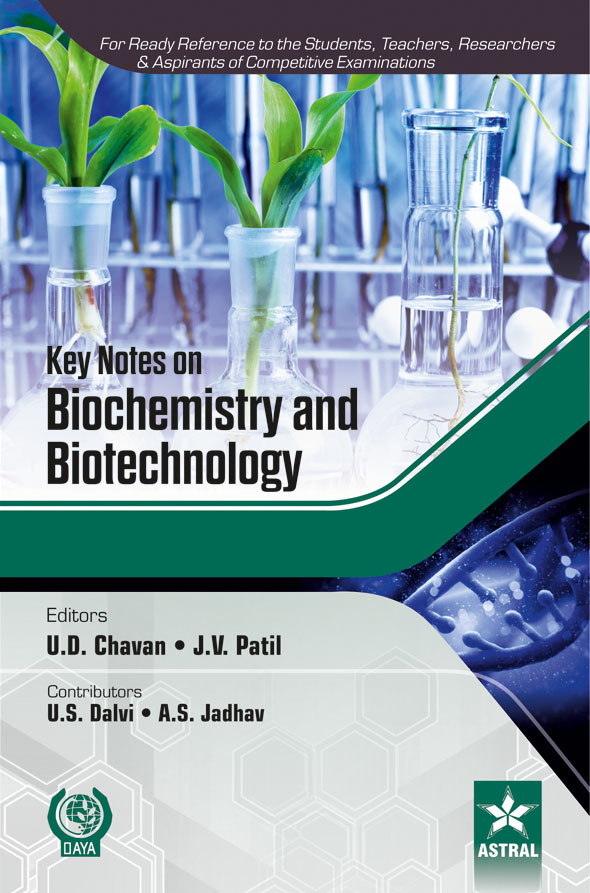 For Ready Reference to the Students, Teachers, Researchers
& Aspirants of Competitive Examinations
Key Notes on
Biochemistry and
Biotechnology
Editors
U.D. Chavan • J.V. Patil
Contributors
U.S. Dalvi • A.S. Jadhav
DAYA
ASTRAL